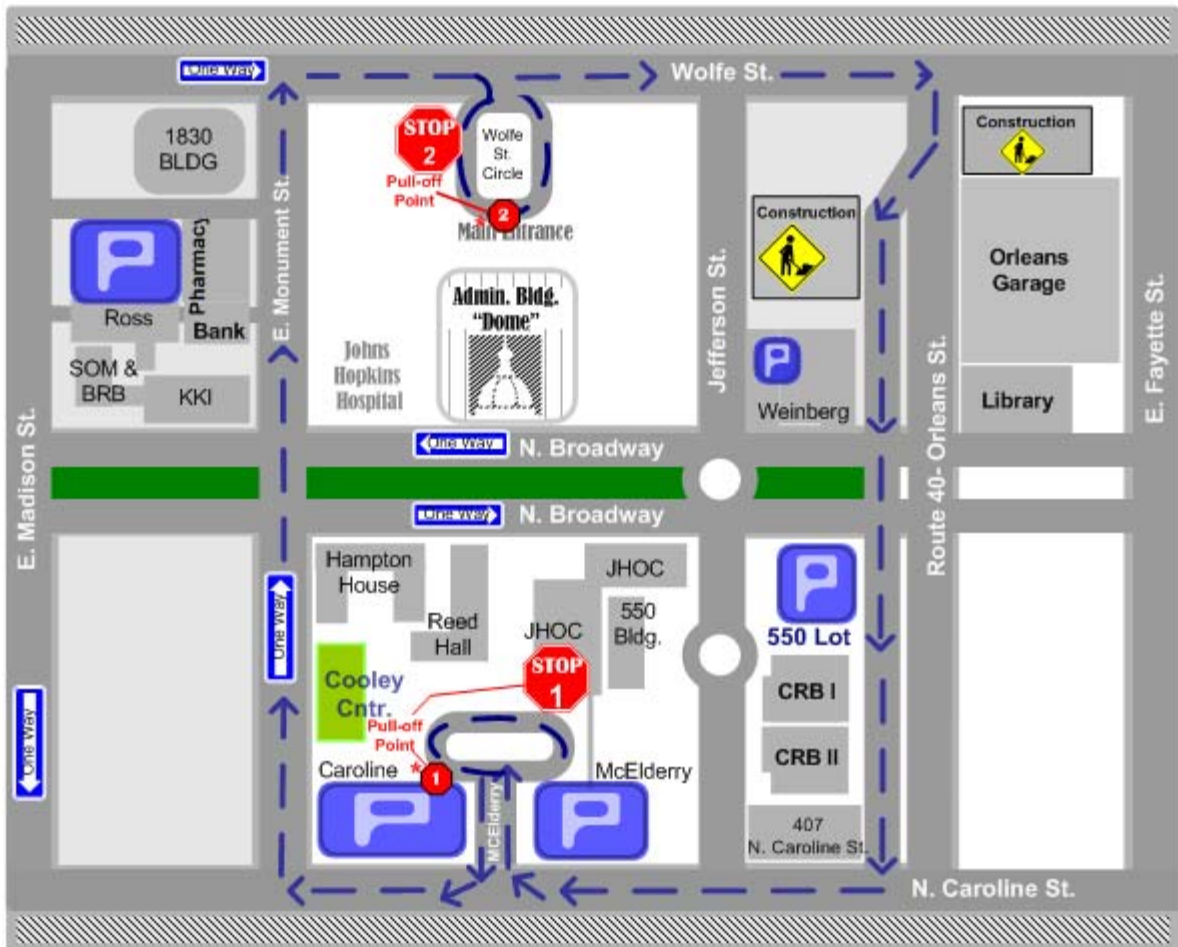 One Way
Wolfe St.
1830
BLDG
STOP
2
Wolfe
St.
Circle
Construction
Pull-off
Point
2
*
Main Entrance
E. Monument St.
P
Pharmacy
Construction
Orleans
Garage
Ross
Bank
Admin. Bldg.
"Dome"
Johns
Hopkins
Hospital
Jefferson St.
E. Fayette St.
SOM &
BRB
KKI
P
Weinberg
Library
One Way
N. Broadway
E. Madison St.
Route 40- Orleans St.
One Way
N. Broadway
Hampton
House
JHOC
P
One Way
Reed
Hall
JHOC
550
Bldg.
550 Lot
STOP
1
Cooley
Cntr.
CRB I
One Way
Pull-off
Point
*
1
CRB II
Caroline
McElderry
P
MCElderry
P
407
N. Caroline St.
N. Caroline St.